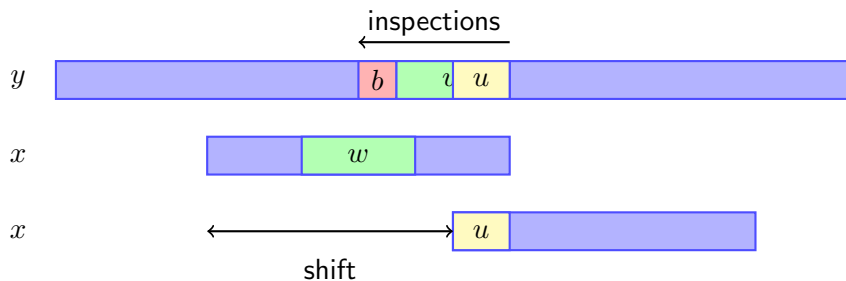 inspections
y b u
x w
x u
shift